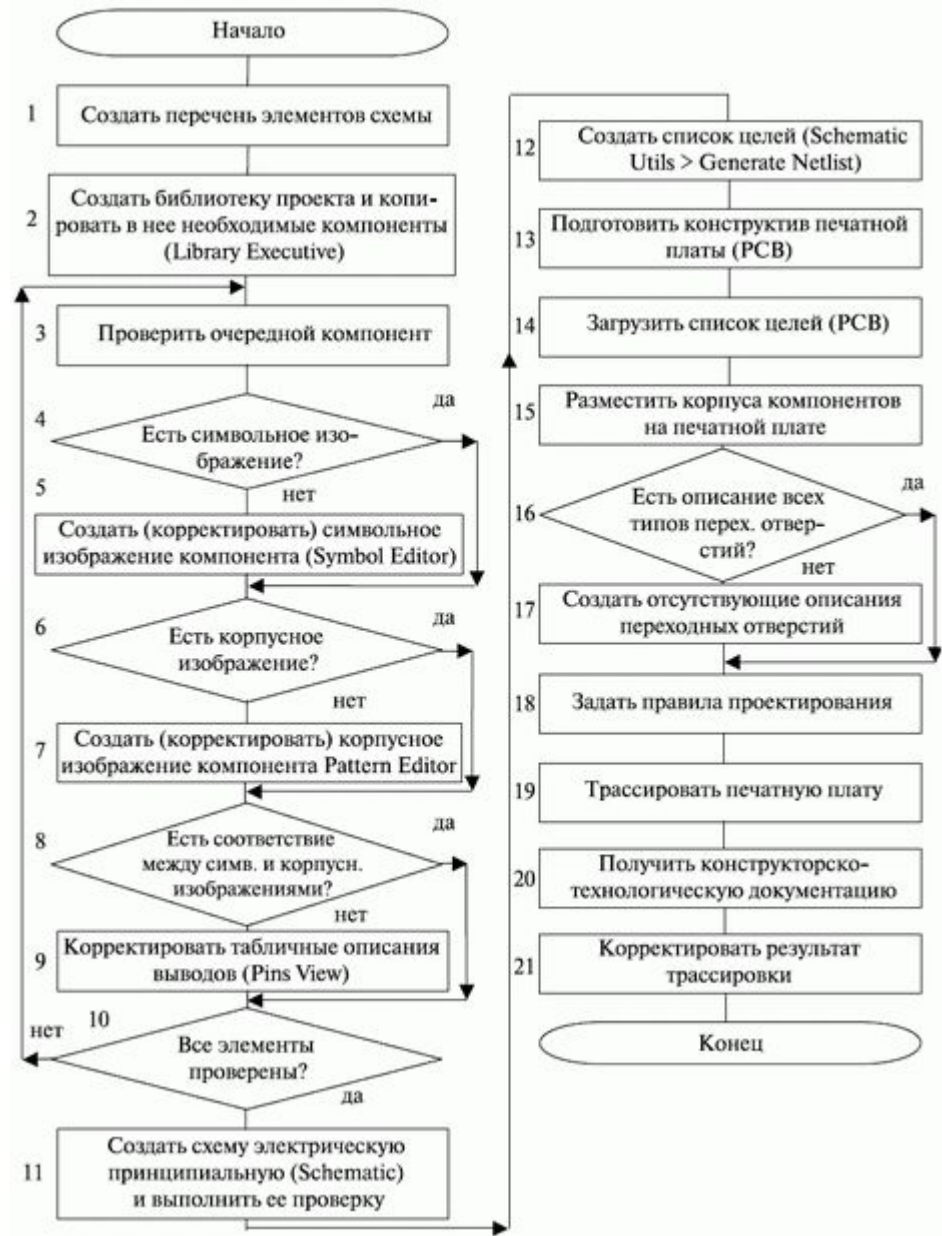 Начало
1
Создать перечень элементов схемы
2
Создать библиотеку проекта и копи-
ровать в нее необходимые компоненты
(Library Executive)
3
Проверить очередной компонент
4
да
Есть символьное изо-
бражение?
5
нет
Создать (корректировать) символьное
изображение компонента (Symbol Editor)
6
да
Есть корпусное
изображение?
нет
7
Создать (корректировать) корпусное
изображение компонента Pattern Editor
8
да
Есть соответствие
между симв. и корпусн.
изображениями?
нет
9
Корректировать табличные описания
выводов (Pins View)
10
нет
Все элементы
проверены?
да
11
Создать схему электрическую
принципиальную (Schematic)
и выполнить ее проверку
12
Создать список целей (Schematic
Utils > Generate Netlist)
13
Подготовить конструктив печатной
платы (PCB)
14
Загрузить список целей (PCB)
15
Разместить корпуса компонентов
на печатной плате
16
да
Есть описание всех
типов перех. отвер-
стий?
нет
17
Создать отсутствующие описания
переходных отверстий
18
Задать правила проектирования
19
Трассировать печатную плату
20
Получить конструкторско-
технологическую документацию
21
Корректировать результат
трассировки
Конец